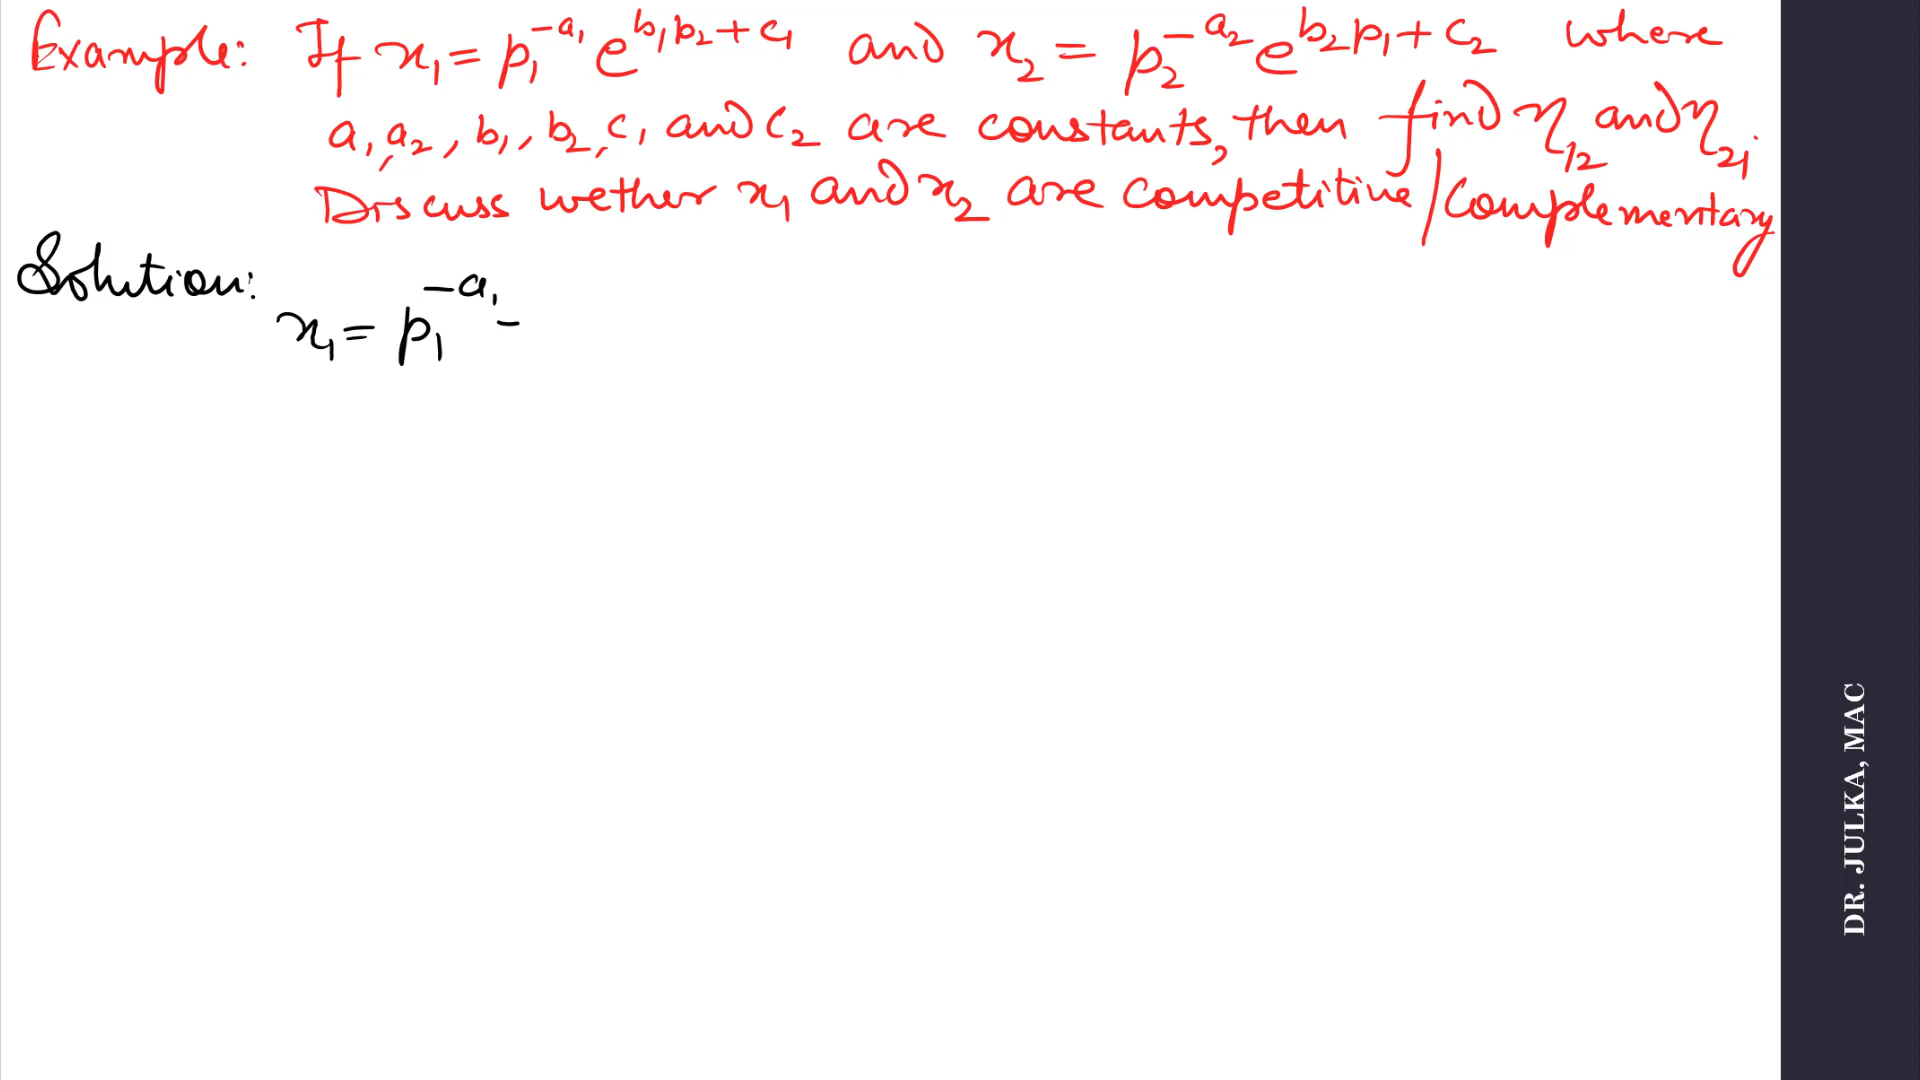 Example: If x₁ = p₁^{-a₁} e^{b₁p₂+c₁} and x₂ = p₂^{-a₂} e^{b₂p₁+c₂} where
a₁, a₂, b₁, b₂, c₁ and c₂ are constants, then find η₁₂ and η₂₁.
Discuss wether x₁ and x₂ are competitive/complementary
Solution:
x₁ = p₁^{-a₁} -
DR. JULKA, MAC